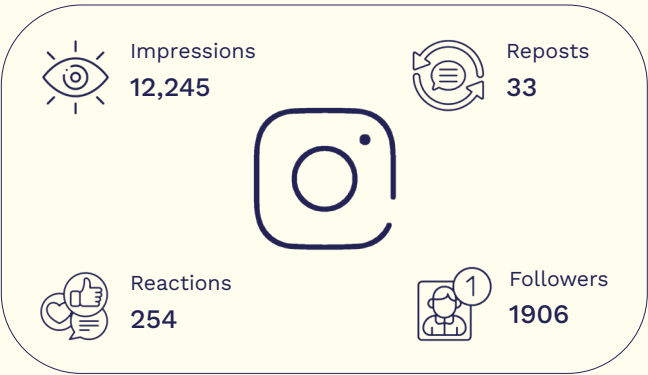 Impressions
12,245
Reposts
33
Reactions
254
1
Followers
1906